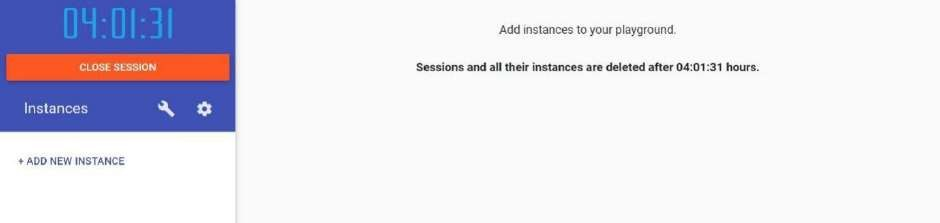 04:01:31
CLOSE SESSION
Instances
+ ADD NEW INSTANCE
Add instances to your playground.
Sessions and all their instances are deleted after 04:01:31 hours.